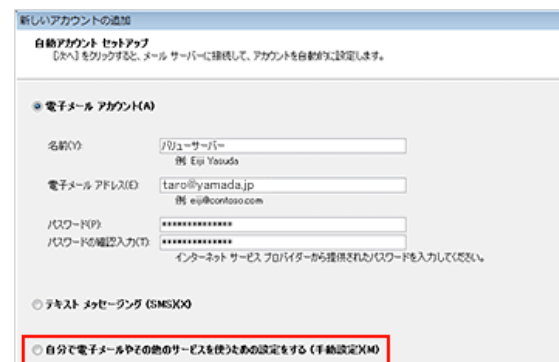 新しいアカウントの追加
自動アカウント セットアップ
[次へ] をクリックすると、メール サーバーに接続して、アカウントを自動的に設定します。
電子メール アカウント(A)
名前(Y): バリューサーバー
例: Eiji Yasuda
電子メール アドレス(E): taro@yamada.jp
例: eiji@contoso.com
パスワード(P): **************
パスワードの確認入力(T): **************
インターネット サービス プロバイダーから提供されたパスワードを入力してください。
テキスト メッセージング (SMS)(X)
自分で電子メールやその他のサービスを使うための設定をする (手動設定)(M)